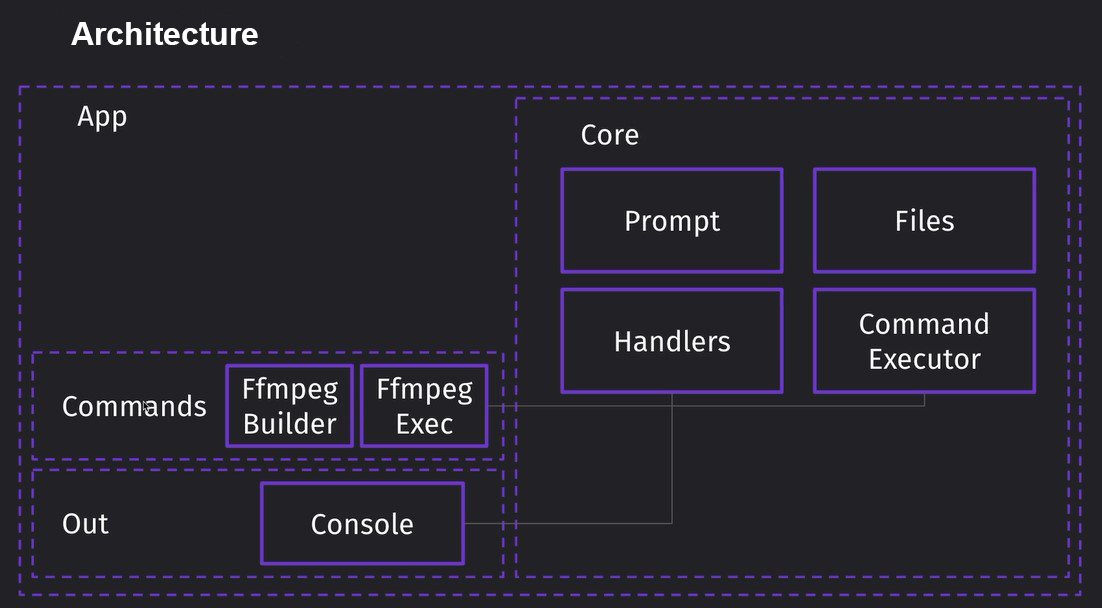 Architecture
App
Core
Prompt
Files
Handlers
Command
Executor
Commands
Ffmpeg
Builder
Ffmpeg
Exec
Out
Console